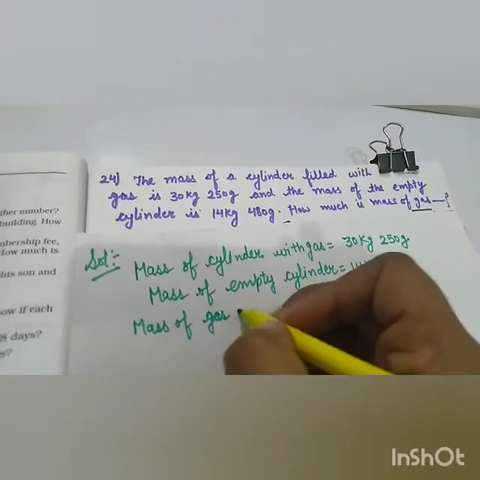 ther number?
building. How
mbership fee,
How much is
his son and
ow if each
8 days?
s?
24) The mass of a cylinder filled with
gas is 30kg 250g and the mass of the empty
cylinder is 14kg 480g. How much is mass of gas—?
Sol:-
Mass of cylinder with gas = 30kg 250g
Mass of empty cylinder = 14
Mass of gas
InShOt